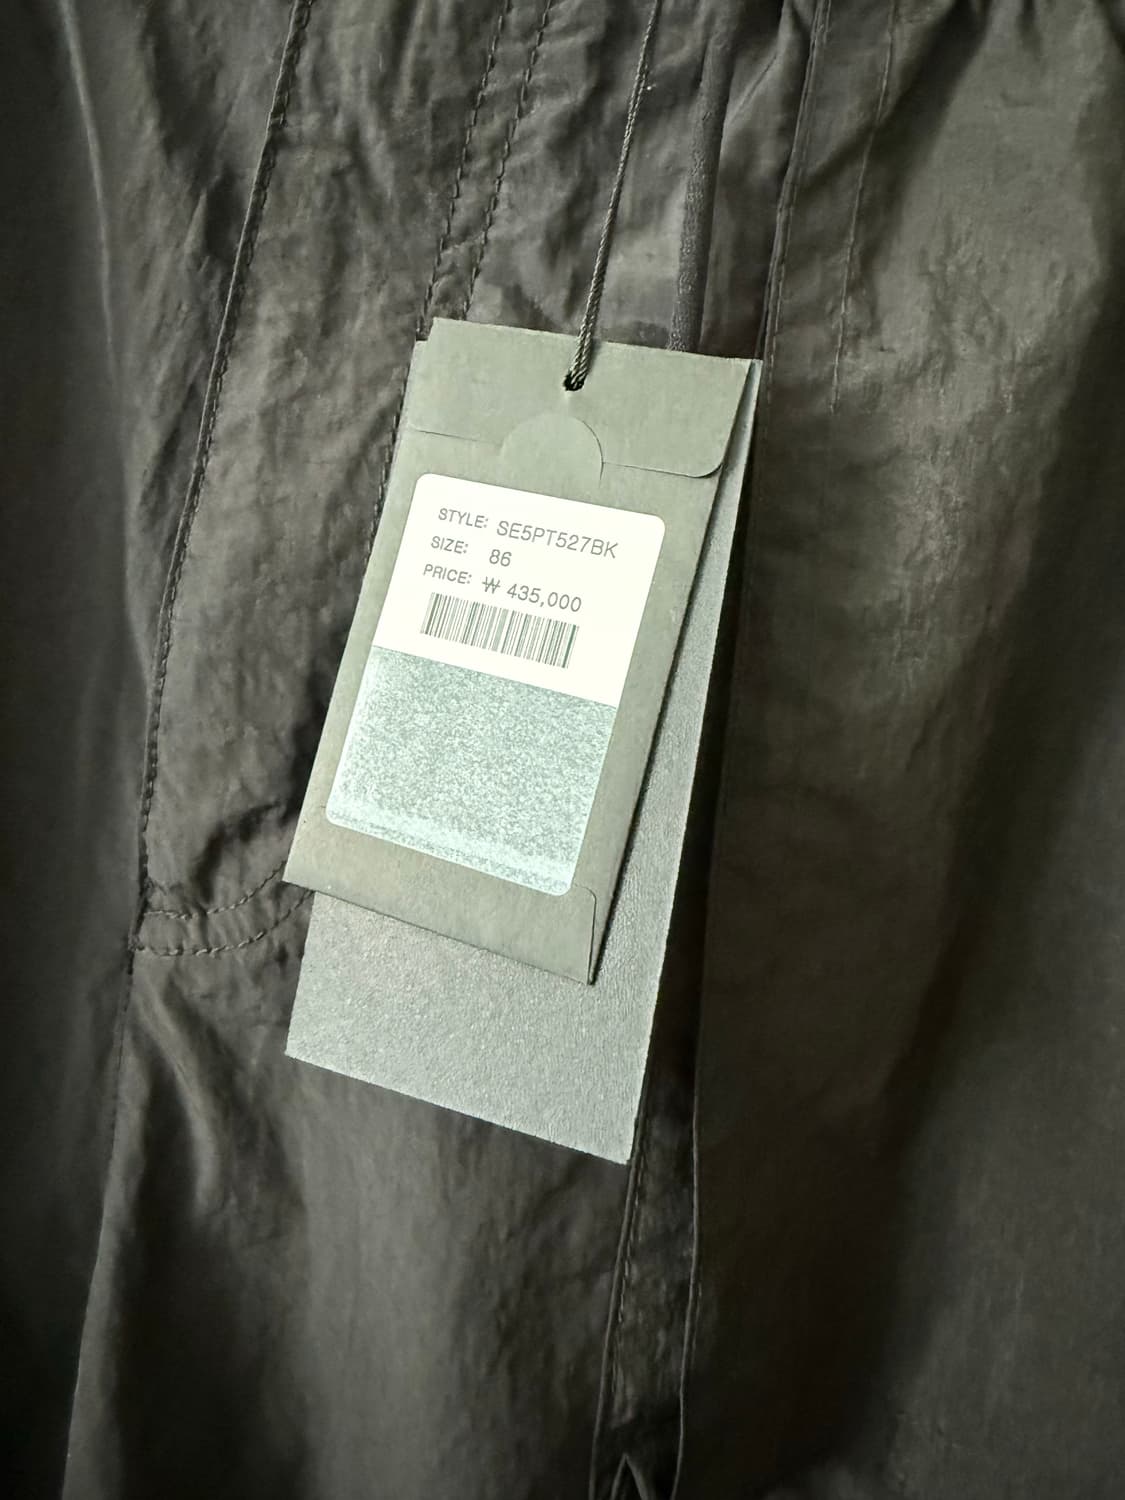 STYLE: SE5PT527BK
SIZE: 86
PRICE: ₩ 435,000